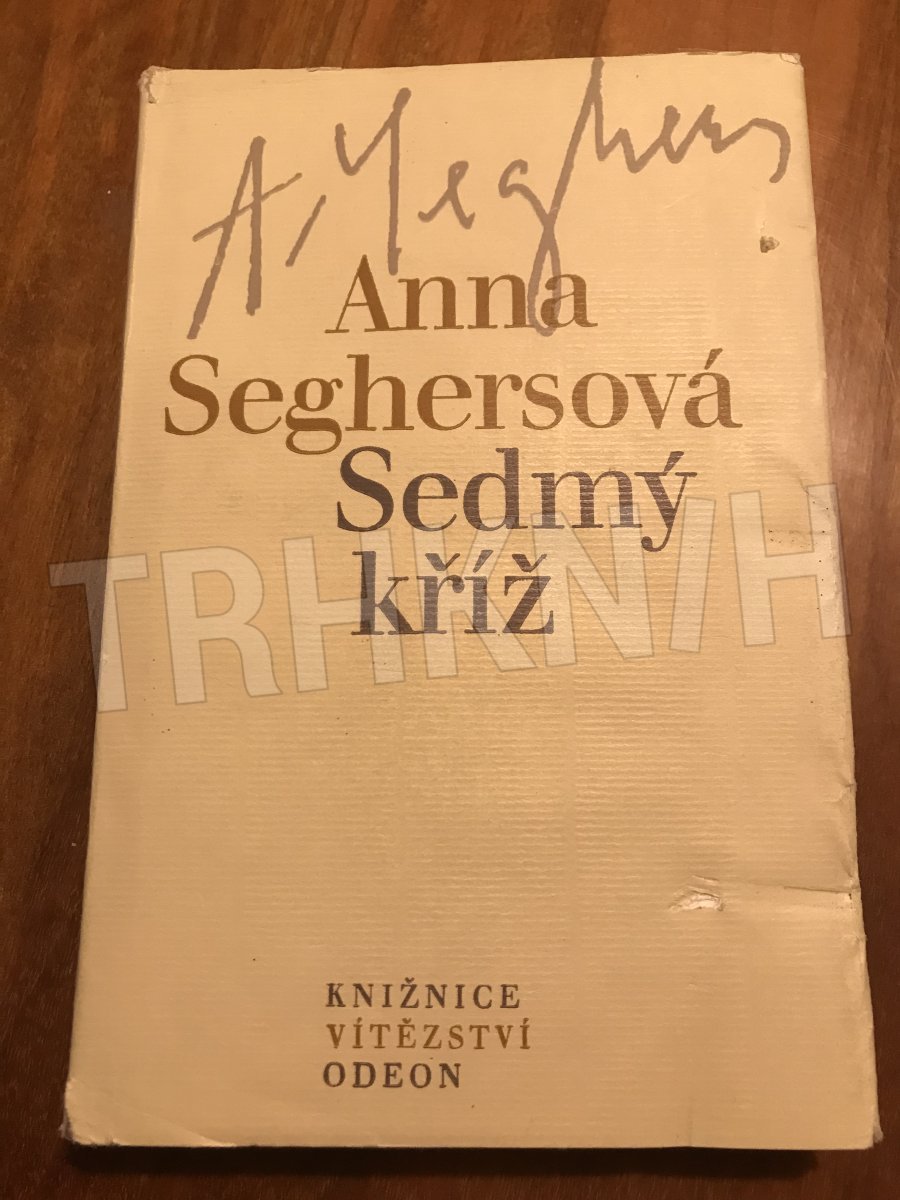 A. Seghers
Anna
Seghersová
Sedmý
kříž
TRHKNIH
KNIŽNICE
VÍTĚZSTVÍ
ODEON